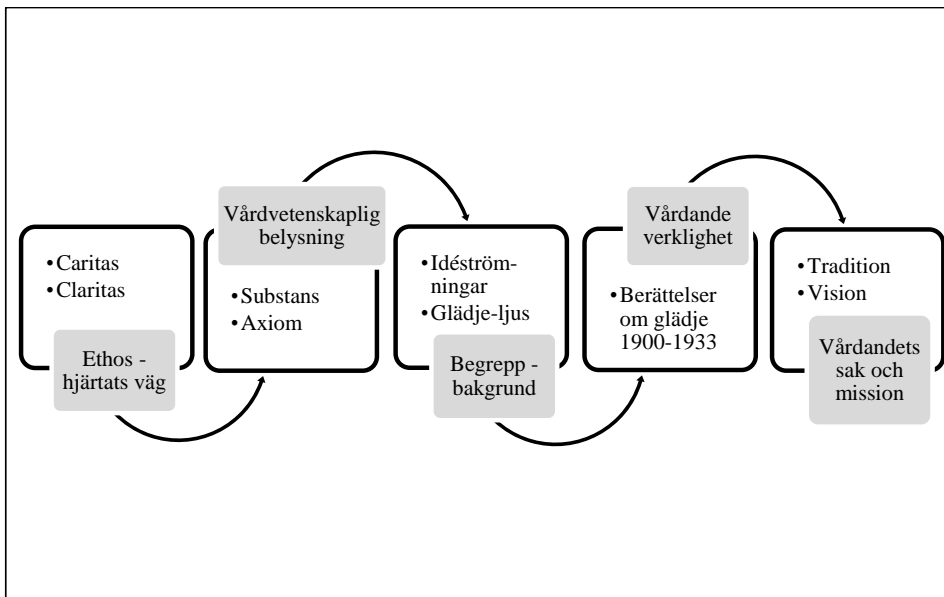 • Caritas
• Claritas
Ethos -
hjärtats väg
Vårdvetenskaplig
belysning
• Substans
• Axiom
• Idéström-
ningar
• Glädje-ljus
Begrepp -
bakgrund
Vårdande
verklighet
• Berättelser
om glädje
1900-1933
• Tradition
• Vision
Vårdandets
sak och
mission